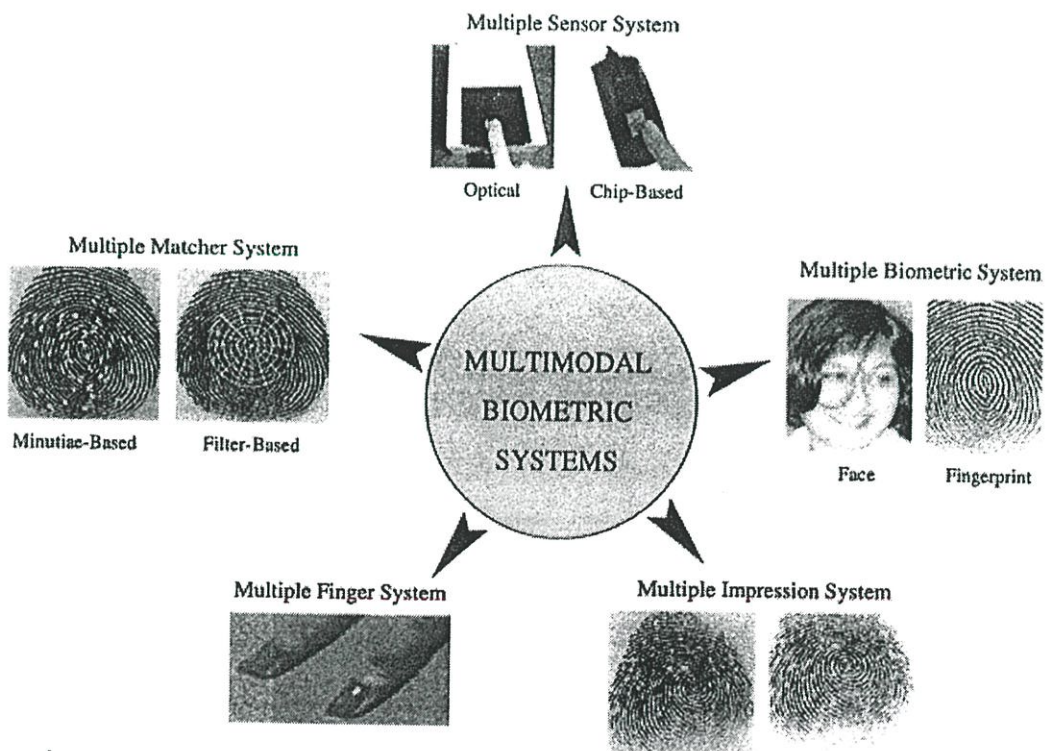 Multiple Sensor System
Optical
Chip-Based
Multiple Matcher System
Minutiae-Based
Filter-Based
Multiple Biometric System
Face
Fingerprint
MULTIMODAL
BIOMETRIC
SYSTEMS
Multiple Finger System
Multiple Impression System